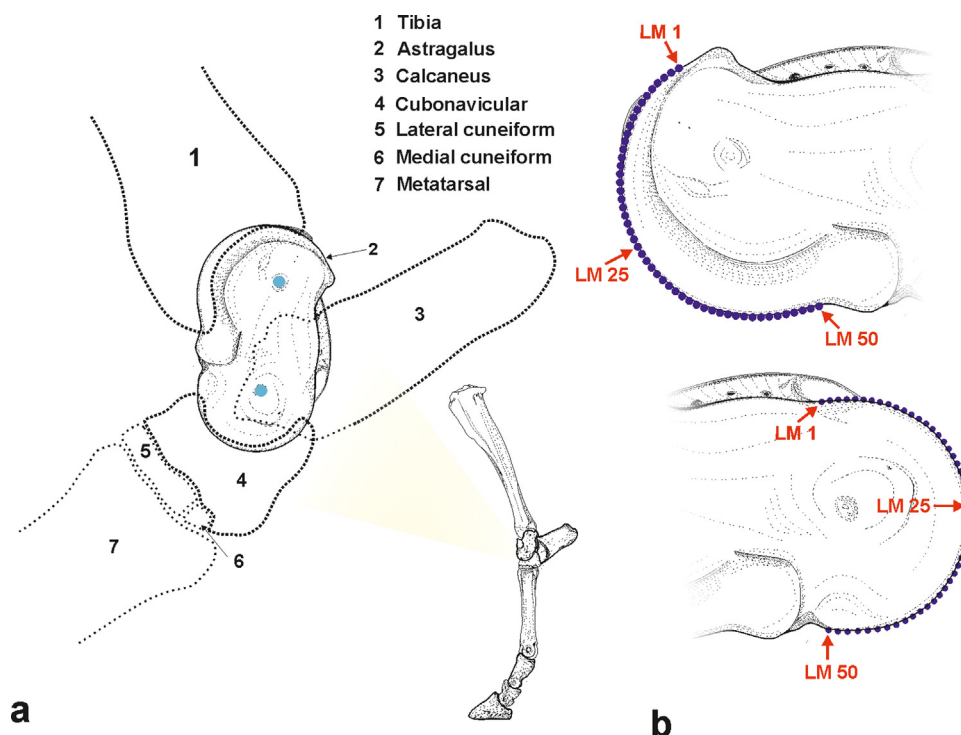 1 Tibia
2 Astragalus
3 Calcaneus
4 Cubonavicular
5 Lateral cuneiform
6 Medial cuneiform
7 Metatarsal
1
2
3
5
4
7
6
a
LM 1
LM 25
LM 50
LM 1
LM 25
LM 50
b